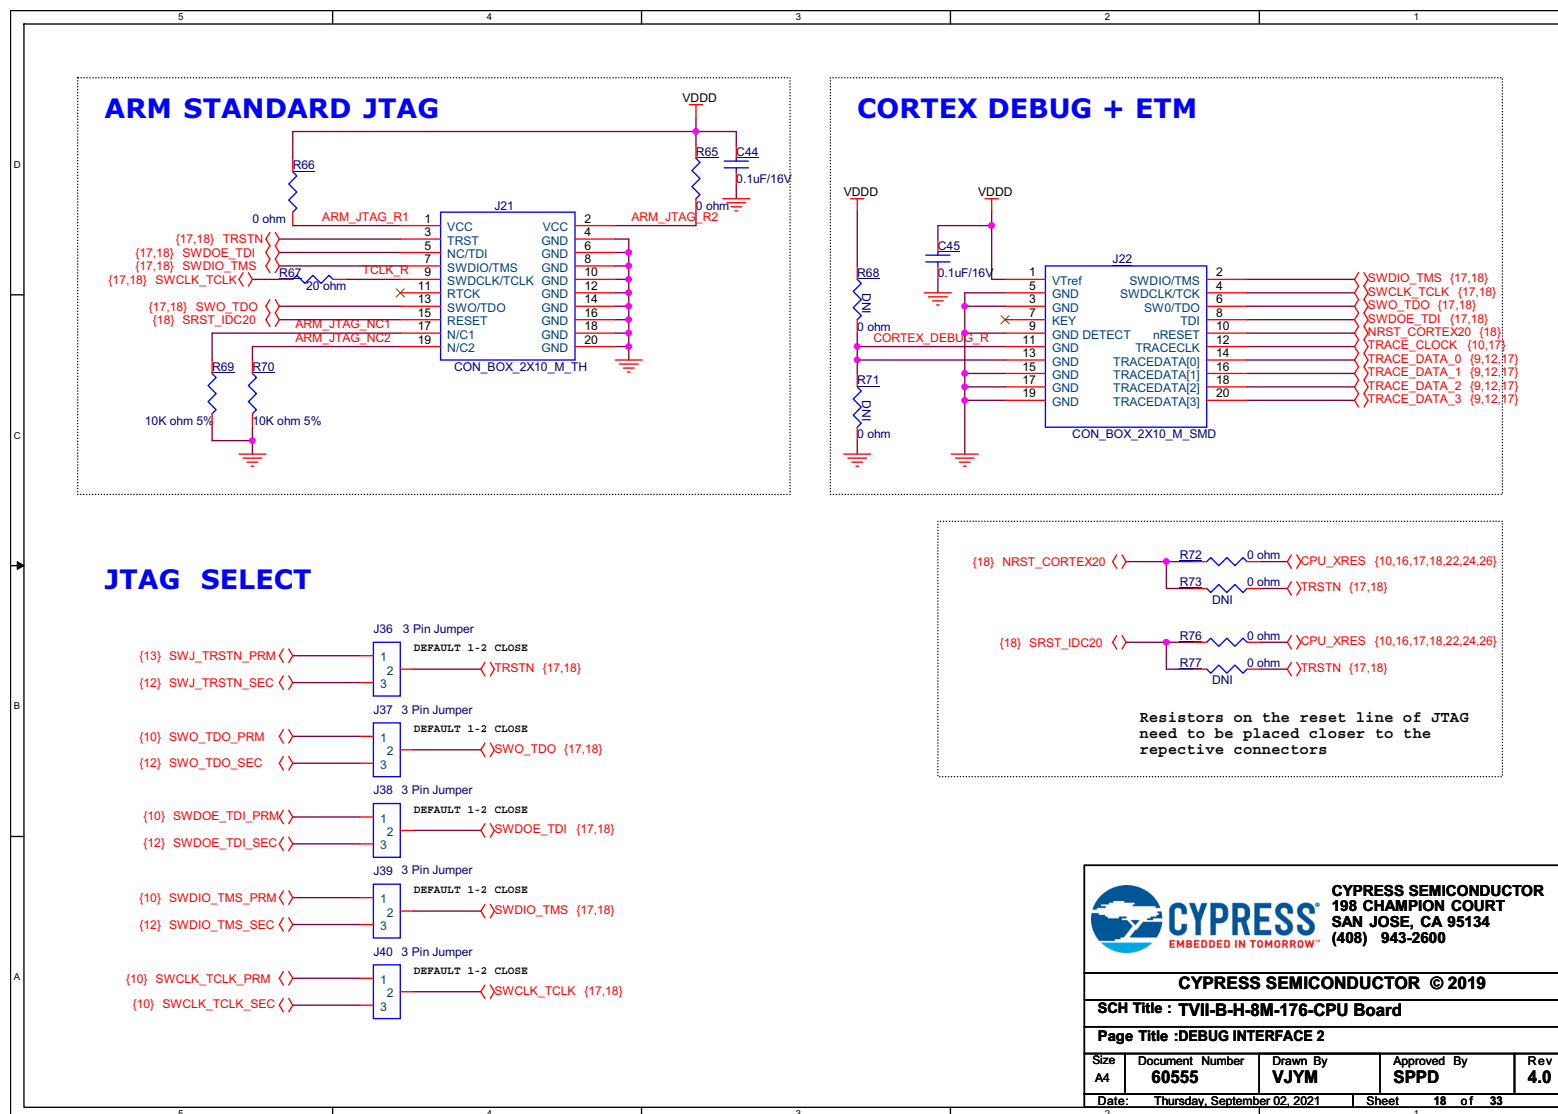 5 4 3 2 1
D
C
B
A
ARM STANDARD JTAG
VDDD
R66
0 ohm
R65
0 ohm
C44
0.1uF/16V
ARM_JTAG_R1
ARM_JTAG_R2
J21
1 VCC VCC 2
3 TRST GND 4
5 NC/TDI GND 6
7 SWDIO/TMS GND 8
9 SWDCLK/TCLK GND 10
11 RTCK GND 12
13 SWO/TDO GND 14
15 RESET GND 16
17 N/C1 GND 18
19 N/C2 GND 20
CON_BOX_2X10_M_TH
{17,18} TRSTN
{17,18} SWDOE_TDI
{17,18} SWDIO_TMS
{17,18} SWCLK_TCLK
R67
20 ohm
TCLK_R
{17,18} SWO_TDO
{18} SRST_IDC20
ARM_JTAG_NC1
ARM_JTAG_NC2
R69
10K ohm 5%
R70
10K ohm 5%
CORTEX DEBUG + ETM
VDDD
VDDD
C45
0.1uF/16V
R68
DNI
0 ohm
CORTEX_DEBUG_R
R71
DNI
0 ohm
J22
1 VTref SWDIO/TMS 2
5 GND SWDCLK/TCK 4
3 GND SW0/TDO 6
7 KEY TDI 8
9 GND DETECT nRESET 10
11 GND TRACECLK 12
13 GND TRACEDATA[0] 14
15 GND TRACEDATA[1] 16
17 GND TRACEDATA[2] 18
19 GND TRACEDATA[3] 20
CON_BOX_2X10_M_SMD
SWDIO_TMS {17,18}
SWCLK_TCLK {17,18}
SWO_TDO {17,18}
SWDOE_TDI {17,18}
NRST_CORTEX20 {18}
TRACE_CLOCK {10,17}
TRACE_DATA_0 {9,12,17}
TRACE_DATA_1 {9,12,17}
TRACE_DATA_2 {9,12,17}
TRACE_DATA_3 {9,12,17}
{18} NRST_CORTEX20
R72 0 ohm CPU_XRES {10,16,17,18,22,24,26}
R73 0 ohm TRSTN {17,18}
DNI
{18} SRST_IDC20
R76 0 ohm CPU_XRES {10,16,17,18,22,24,26}
R77 0 ohm TRSTN {17,18}
DNI
Resistors on the reset line of JTAG
need to be placed closer to the
repective connectors
JTAG SELECT
J36 3 Pin Jumper
DEFAULT 1-2 CLOSE
{13} SWJ_TRSTN_PRM 1
2 TRSTN {17,18}
{12} SWJ_TRSTN_SEC 3
J37 3 Pin Jumper
DEFAULT 1-2 CLOSE
{10} SWO_TDO_PRM 1
2 SWO_TDO {17,18}
{12} SWO_TDO_SEC 3
J38 3 Pin Jumper
DEFAULT 1-2 CLOSE
{10} SWDOE_TDI_PRM 1
2 SWDOE_TDI {17,18}
{12} SWDOE_TDI_SEC 3
J39 3 Pin Jumper
DEFAULT 1-2 CLOSE
{10} SWDIO_TMS_PRM 1
2 SWDIO_TMS {17,18}
{12} SWDIO_TMS_SEC 3
J40 3 Pin Jumper
DEFAULT 1-2 CLOSE
{10} SWCLK_TCLK_PRM 1
2 SWCLK_TCLK {17,18}
{10} SWCLK_TCLK_SEC 3
CYPRESS
EMBEDDED IN TOMORROW
CYPRESS SEMICONDUCTOR
198 CHAMPION COURT
SAN JOSE, CA 95134
(408) 943-2600
CYPRESS SEMICONDUCTOR © 2019
SCH Title : TVII-B-H-8M-176-CPU Board
Page Title :DEBUG INTERFACE 2
Size Document Number Drawn By Approved By Rev
A4 60555 VJYM SPPD 4.0
Date: Thursday, September 02, 2021 Sheet 18 of 33
5 4 3 2 1